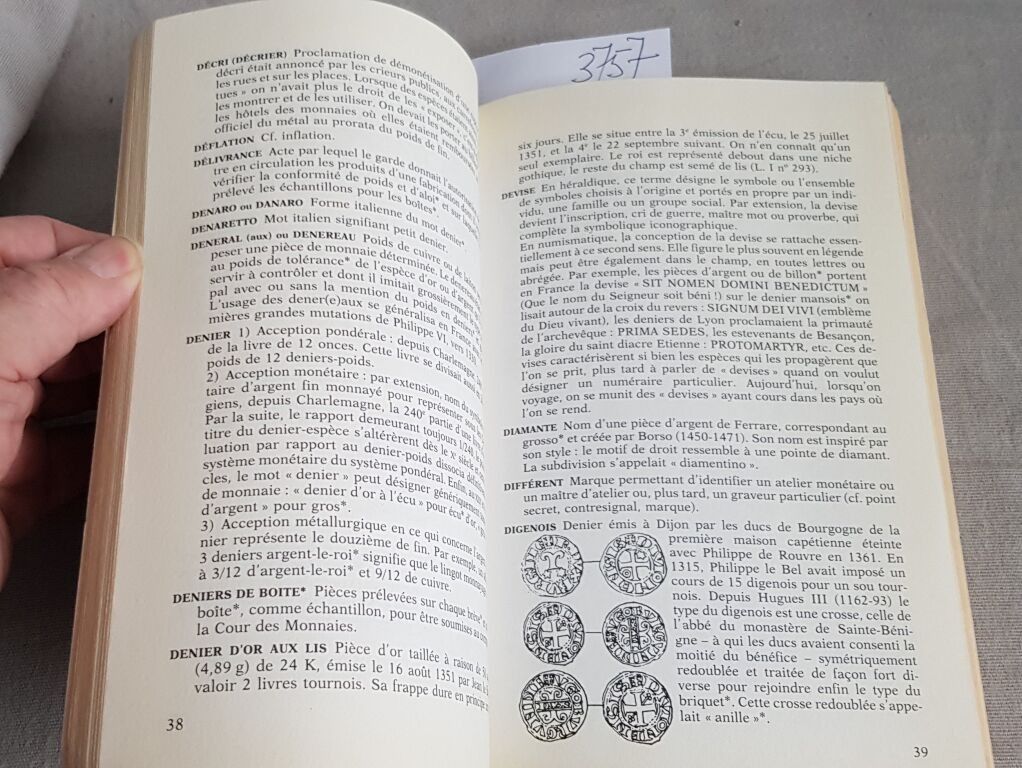 3757
DÉCRI (DÉCRIER) Proclamation de démonétisation d'une
décri était annoncé par les crieurs publics, aux
les rues et sur les places. Lorsque des espèces étaient
tues » on n'avait plus le droit de les « exposer »
les montrer et de les utiliser. On devait les
les hôtels des monnaies où elles étaient
officiel du métal au prorata du poids de fin.
DÉFLATION Cf. inflation.
DÉLIVRANCE Acte par lequel le garde donnait
tre en circulation les produits d'une fabrication dont
vérifier la conformité de poids et d'aloi* et sur
prélevé les échantillons pour les boîtes*.
DENARO ou DANARO Forme italienne du mot denier*
DENARETTO Mot italien signifiant petit denier.
DENERAL (aux) ou DENEREAU Poids de cuivre ou de
peser une pièce de monnaie déterminée. Le
au poids de tolérance* de l'espèce d'or ou d'argent
servir à contrôler et dont il imitait grossièrement
pal avec ou sans la mention du poids en
L'usage des dener(e)aux se généralisa en France
mières grandes mutations de Philippe VI, vers
DENIER 1) Acception pondérale : depuis Charlemagne,
de la livre de 12 onces. Cette livre se divisait aussi
poids de 12 deniers-poids.
2) Acception monétaire : par extension, nom du
taire d'argent fin monnayé pour représenter sous
giens, depuis Charlemagne, la 240e partie d'une
Par la suite, le rapport demeurant toujours 1/240,
titre du denier-espèce s'altérèrent dès le Xe siècle
luation par rapport au denier-poids dissocia
système monétaire du système pondéral. Enfin, au
cles, le mot « denier » peut désigner génériquement
de monnaie : « denier d'or à l'écu » pour écu* d'or,
d'argent » pour gros*.
3) Acception métallurgique en ce qui concerne l'argent
nier représente le douzième de fin. Par exemple, un
3 deniers argent-le-roi* signifie que le lingot
à 3/12 d'argent-le-roi* et 9/12 de cuivre.
DENIERS DE BOITE* Pièces prélevées sur chaque
boîte*, comme échantillon, pour être soumises au
la Cour des Monnaies.
DENIER D'OR AUX LIS Pièce d'or taillée à raison de
(4,89 g) de 24 K, émise le 16 août 1351 par Jean le
valoir 2 livres tournois. Sa frappe dure en principe
38
six jours. Elle se situe entre la 3e émission de l'écu, le 25 juillet
1351, et la 4e le 22 septembre suivant. On n'en connaît qu'un
seul exemplaire. Le roi est représenté debout dans une niche
gothique, le reste du champ est semé de lis (L. I n° 293).
DEVISE En héraldique, ce terme désigne le symbole ou l'ensemble
de symboles choisis à l'origine et portés en propre par un indi-
vidu, une famille ou un groupe social. Par extension, la devise
devient l'inscription, cri de guerre, maître mot ou proverbe, qui
complète la symbolique iconographique.
En numismatique, la conception de la devise se rattache essen-
tiellement à ce second sens. Elle figure le plus souvent en légende
mais peut être également dans le champ, en toutes lettres ou
abrégée. Par exemple, les pièces d'argent ou de billon* portent
en France la devise « SIT NOMEN DOMINI BENEDICTUM »
(Que le nom du Seigneur soit béni !) sur le denier mansois* on
lisait autour de la croix du revers : SIGNUM DEI VIVI (emblème
du Dieu vivant), les deniers de Lyon proclamaient la primauté
de l'archevêque : PRIMA SEDES, les estevenants de Besançon,
la gloire du saint diacre Etienne : PROTOMARTYR, etc. Ces de-
vises caractérisèrent si bien les espèces qui les propagèrent que
l'on se prit, plus tard à parler de « devises » quand on voulut
désigner un numéraire particulier. Aujourd'hui, lorsqu'on
voyage, on se munit des « devises » ayant cours dans les pays où
l'on se rend.
DIAMANTE Nom d'une pièce d'argent de Ferrare, correspondant au
grosso* et créée par Borso (1450-1471). Son nom est inspiré par
son style : le motif de droit ressemble à une pointe de diamant.
La subdivision s'appelait « diamentino ».
DIFFÉRENT Marque permettant d'identifier un atelier monétaire ou
un maître d'atelier ou, plus tard, un graveur particulier (cf. point
secret, contresignal, marque).
DIGENOIS Denier émis à Dijon par les ducs de Bourgogne de la
première maison capétienne éteinte
avec Philippe de Rouvre en 1361. En
1315, Philippe le Bel avait imposé un
cours de 15 digenois pour un sou tour-
nois. Depuis Hugues III (1162-93) le
type du digenois est une crosse, celle de
l'abbé du monastère de Sainte-Béni-
gne – à qui les ducs avaient consenti la
moitié du bénéfice – symétriquement
redoublée et traitée de façon fort di-
verse pour rejoindre enfin le type du
briquet*. Cette crosse redoublée s'appe-
lait « anille »*.
39